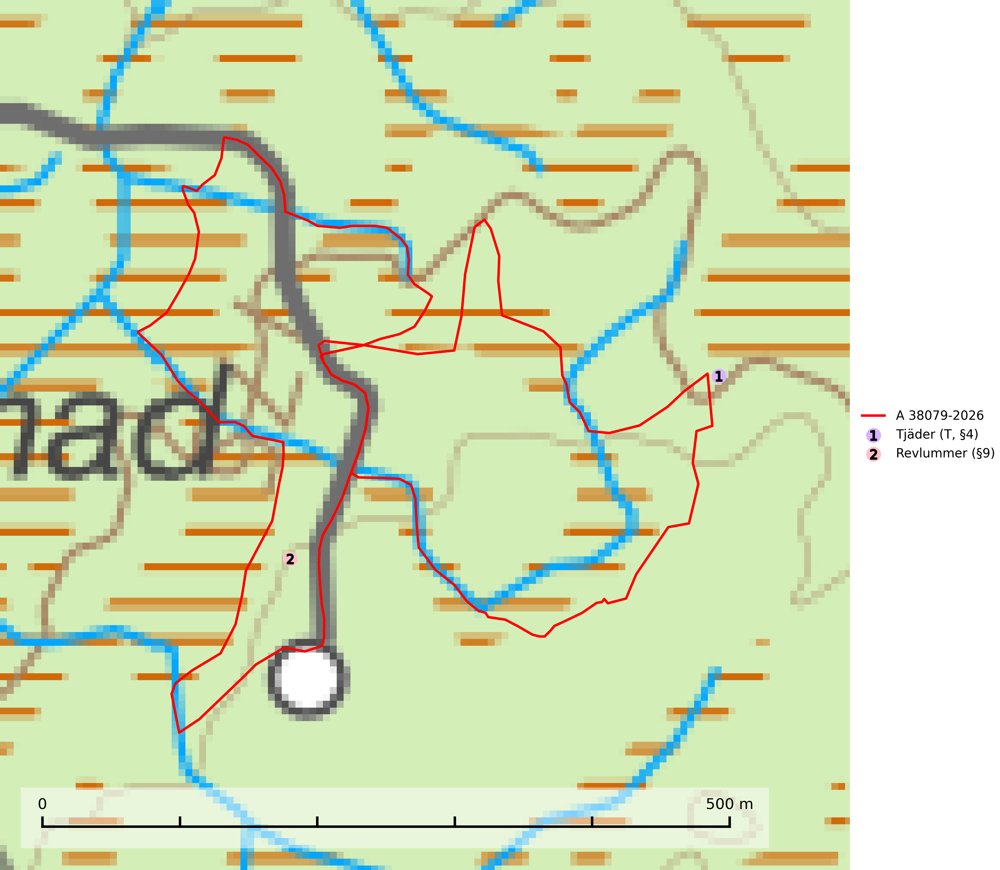 1
2
0
500 m
A 38079-2026
1 Tjäder (T, §4)
2 Revlummer (§9)